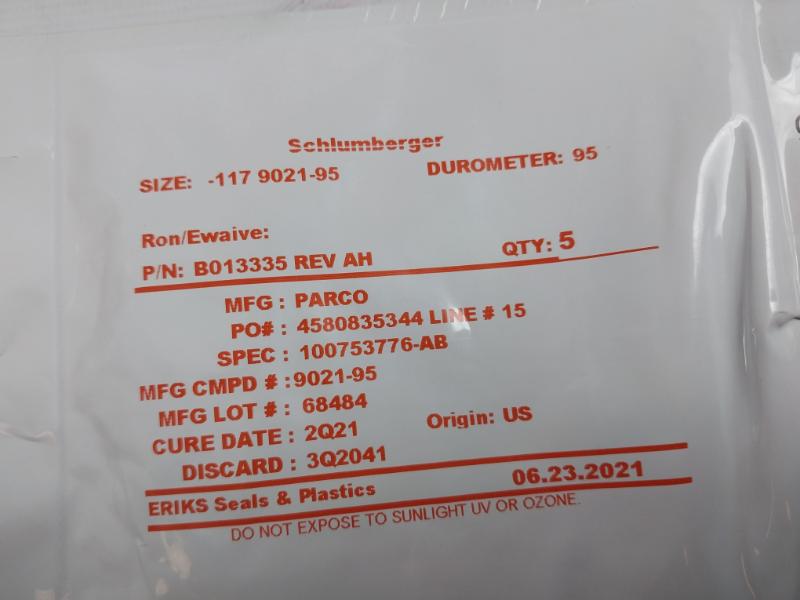 Schlumberger
SIZE: -117 9021-95 DUROMETER: 95
Ron/Ewaive:
P/N: B013335 REV AH QTY: 5
MFG : PARCO
PO# : 4580835344 LINE # 15
SPEC : 100753776-AB
MFG CMPD # :9021-95
MFG LOT # : 68484
CURE DATE : 2Q21 Origin: US
DISCARD : 3Q2041
ERIKS Seals & Plastics 06.23.2021
DO NOT EXPOSE TO SUNLIGHT UV OR OZONE.